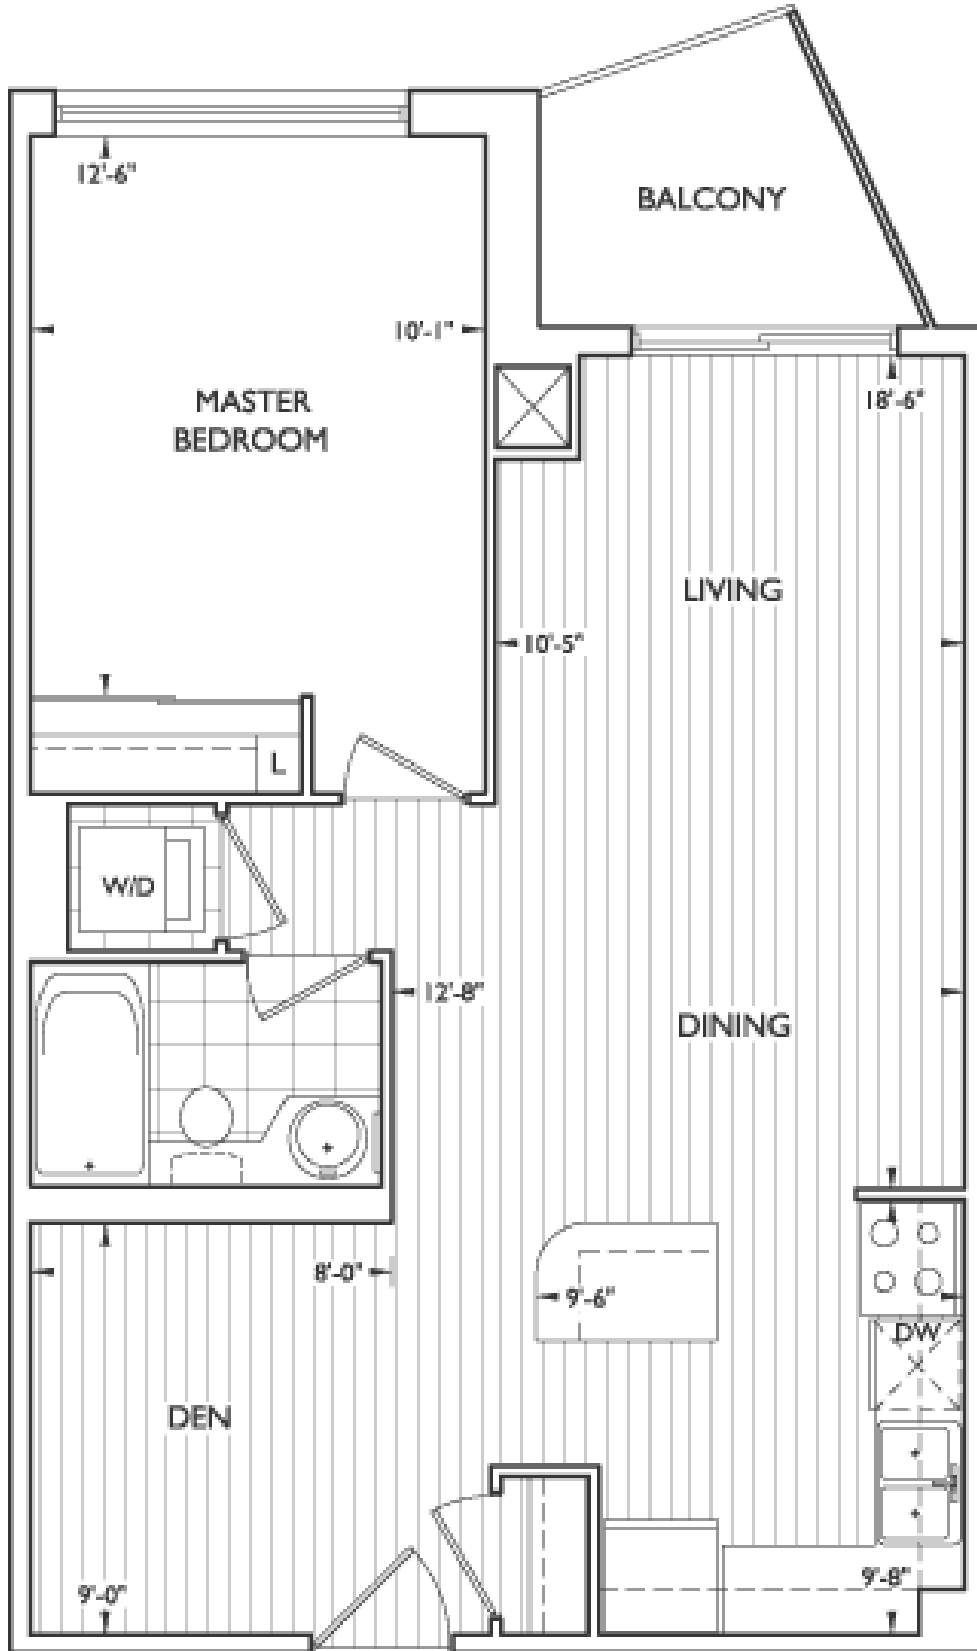 12'-6"
BALCONY
10'-1"
18'-6"
MASTER
BEDROOM
LIVING
10'-5"
L
W/D
12'-8"
DINING
8'-0"
9'-6"
DW
DEN
9'-0"
9'-8"